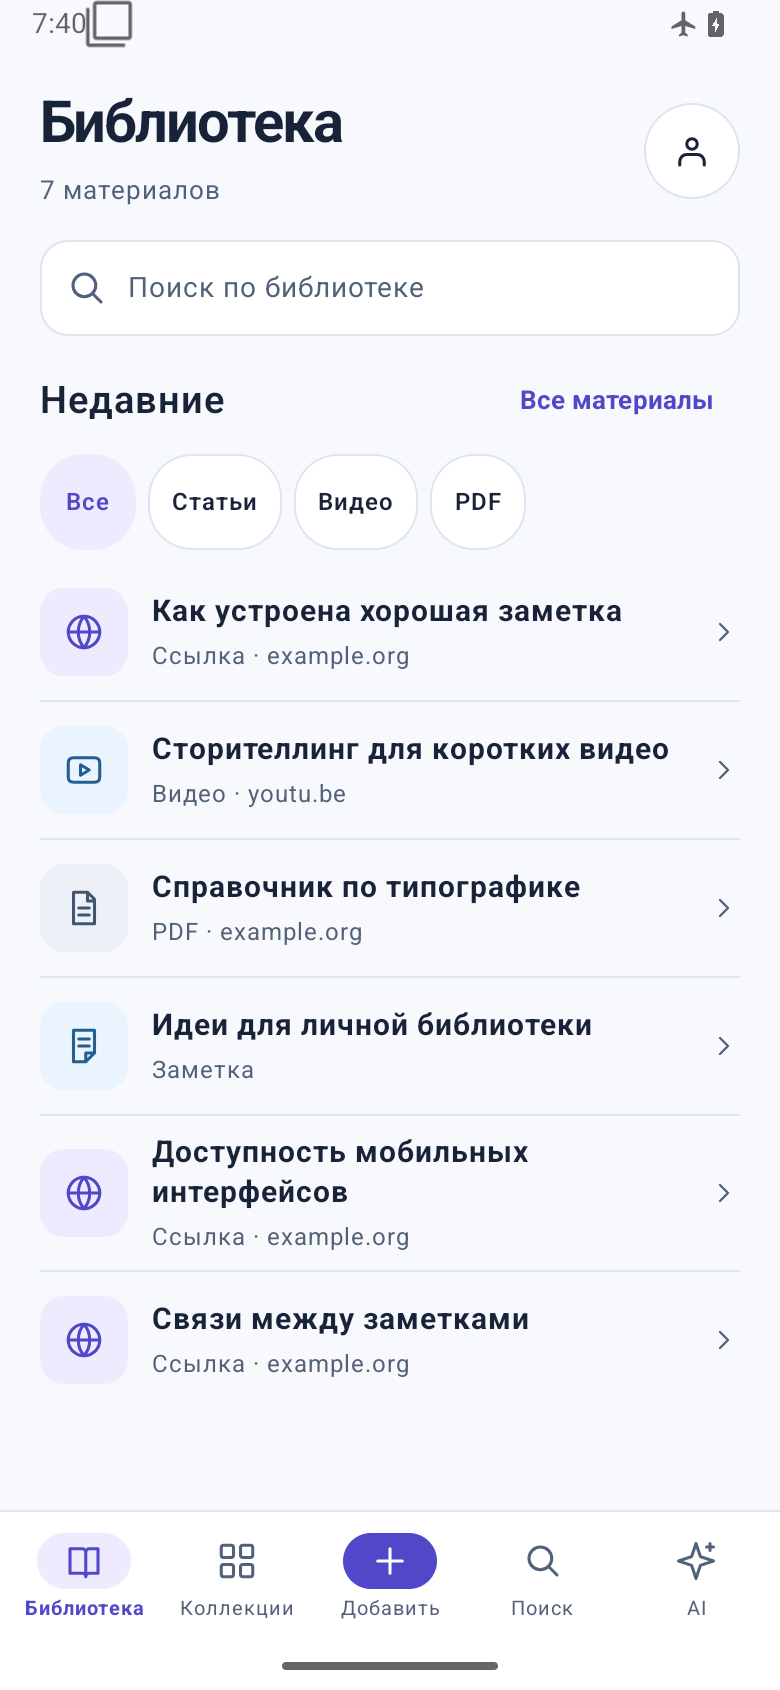 7:40
Библиотека
7 материалов
Поиск по библиотеке
Недавние
Все материалы
Все
Статьи
Видео
PDF
Как устроена хорошая заметка
Ссылка · example.org
Сторителлинг для коротких видео
Видео · youtu.be
Справочник по типографике
PDF · example.org
Идеи для личной библиотеки
Заметка
Доступность мобильных
интерфейсов
Ссылка · example.org
Связи между заметками
Ссылка · example.org
Библиотека
Коллекции
Добавить
Поиск
AI